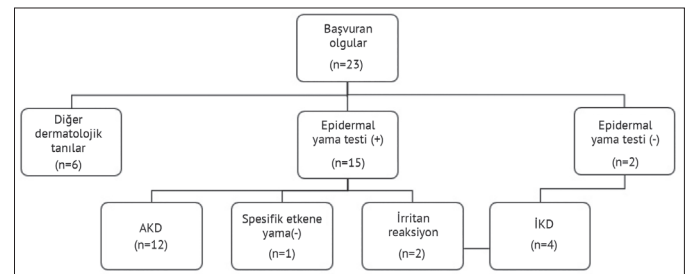 Başvuran
olgular
(n=23)
Diğer
dermatolojik
tanılar
(n=6)
Epidermal
yama testi (+)
(n=15)
Epidermal
yama testi (-)
(n=2)
AKD
(n=12)
Spesifik etkene
yama(-)
(n=1)
İrritan
reaksiyon
(n=2)
İKD
(n=4)